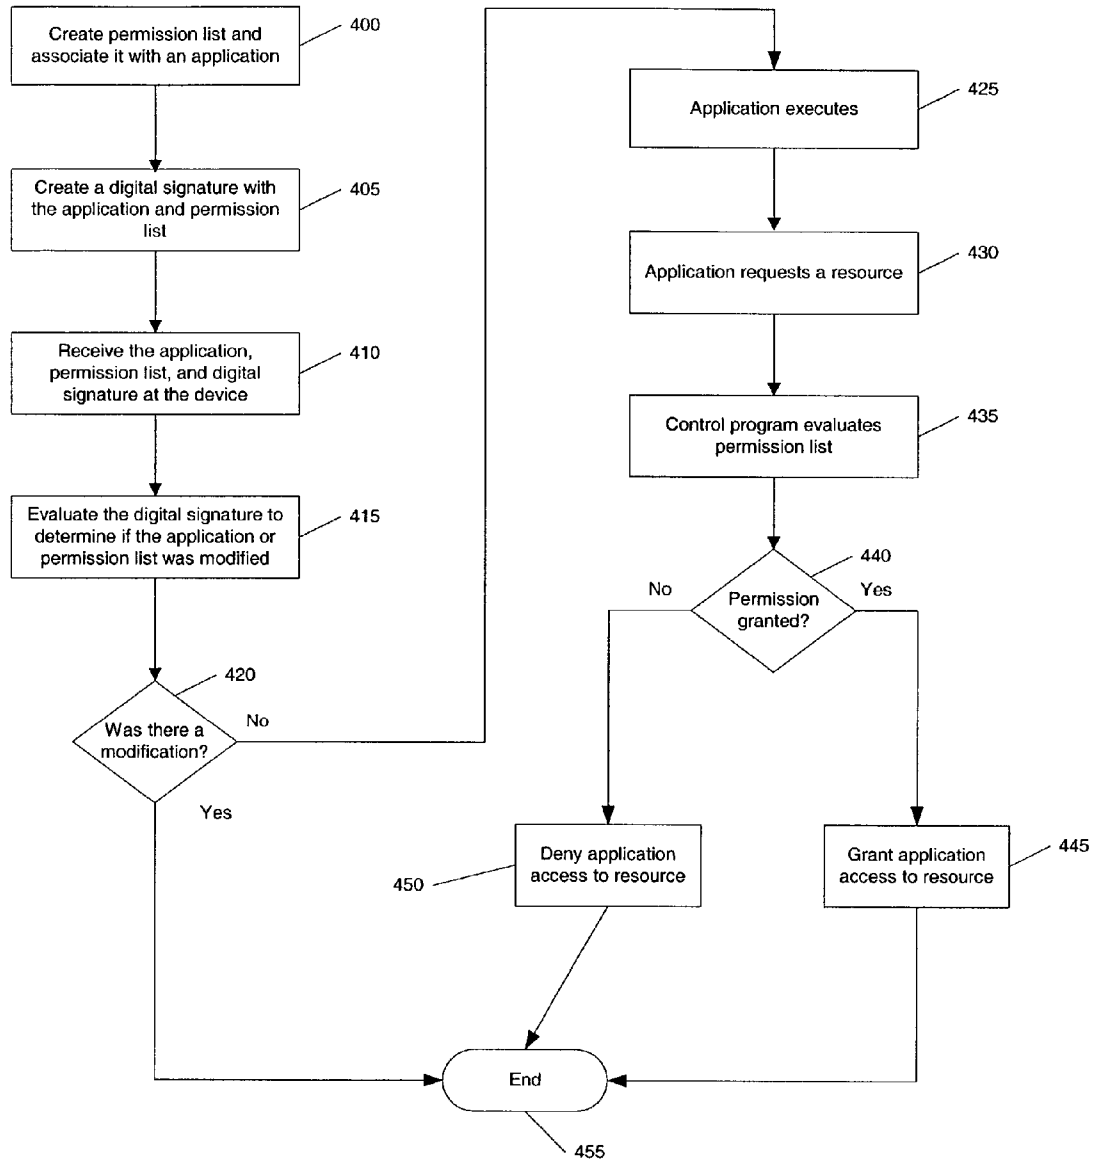 Create permission list and
associate it with an application
400
Create a digital signature with
the application and permission
list
405
Receive the application,
permission list, and digital
signature at the device
410
Evaluate the digital signature to
determine if the application or
permission list was modified
415
Was there a
modification?
420
No
Yes
Application executes
425
Application requests a resource
430
Control program evaluates
permission list
435
Permission
granted?
440
No
Yes
Deny application
access to resource
450
Grant application
access to resource
445
End
455